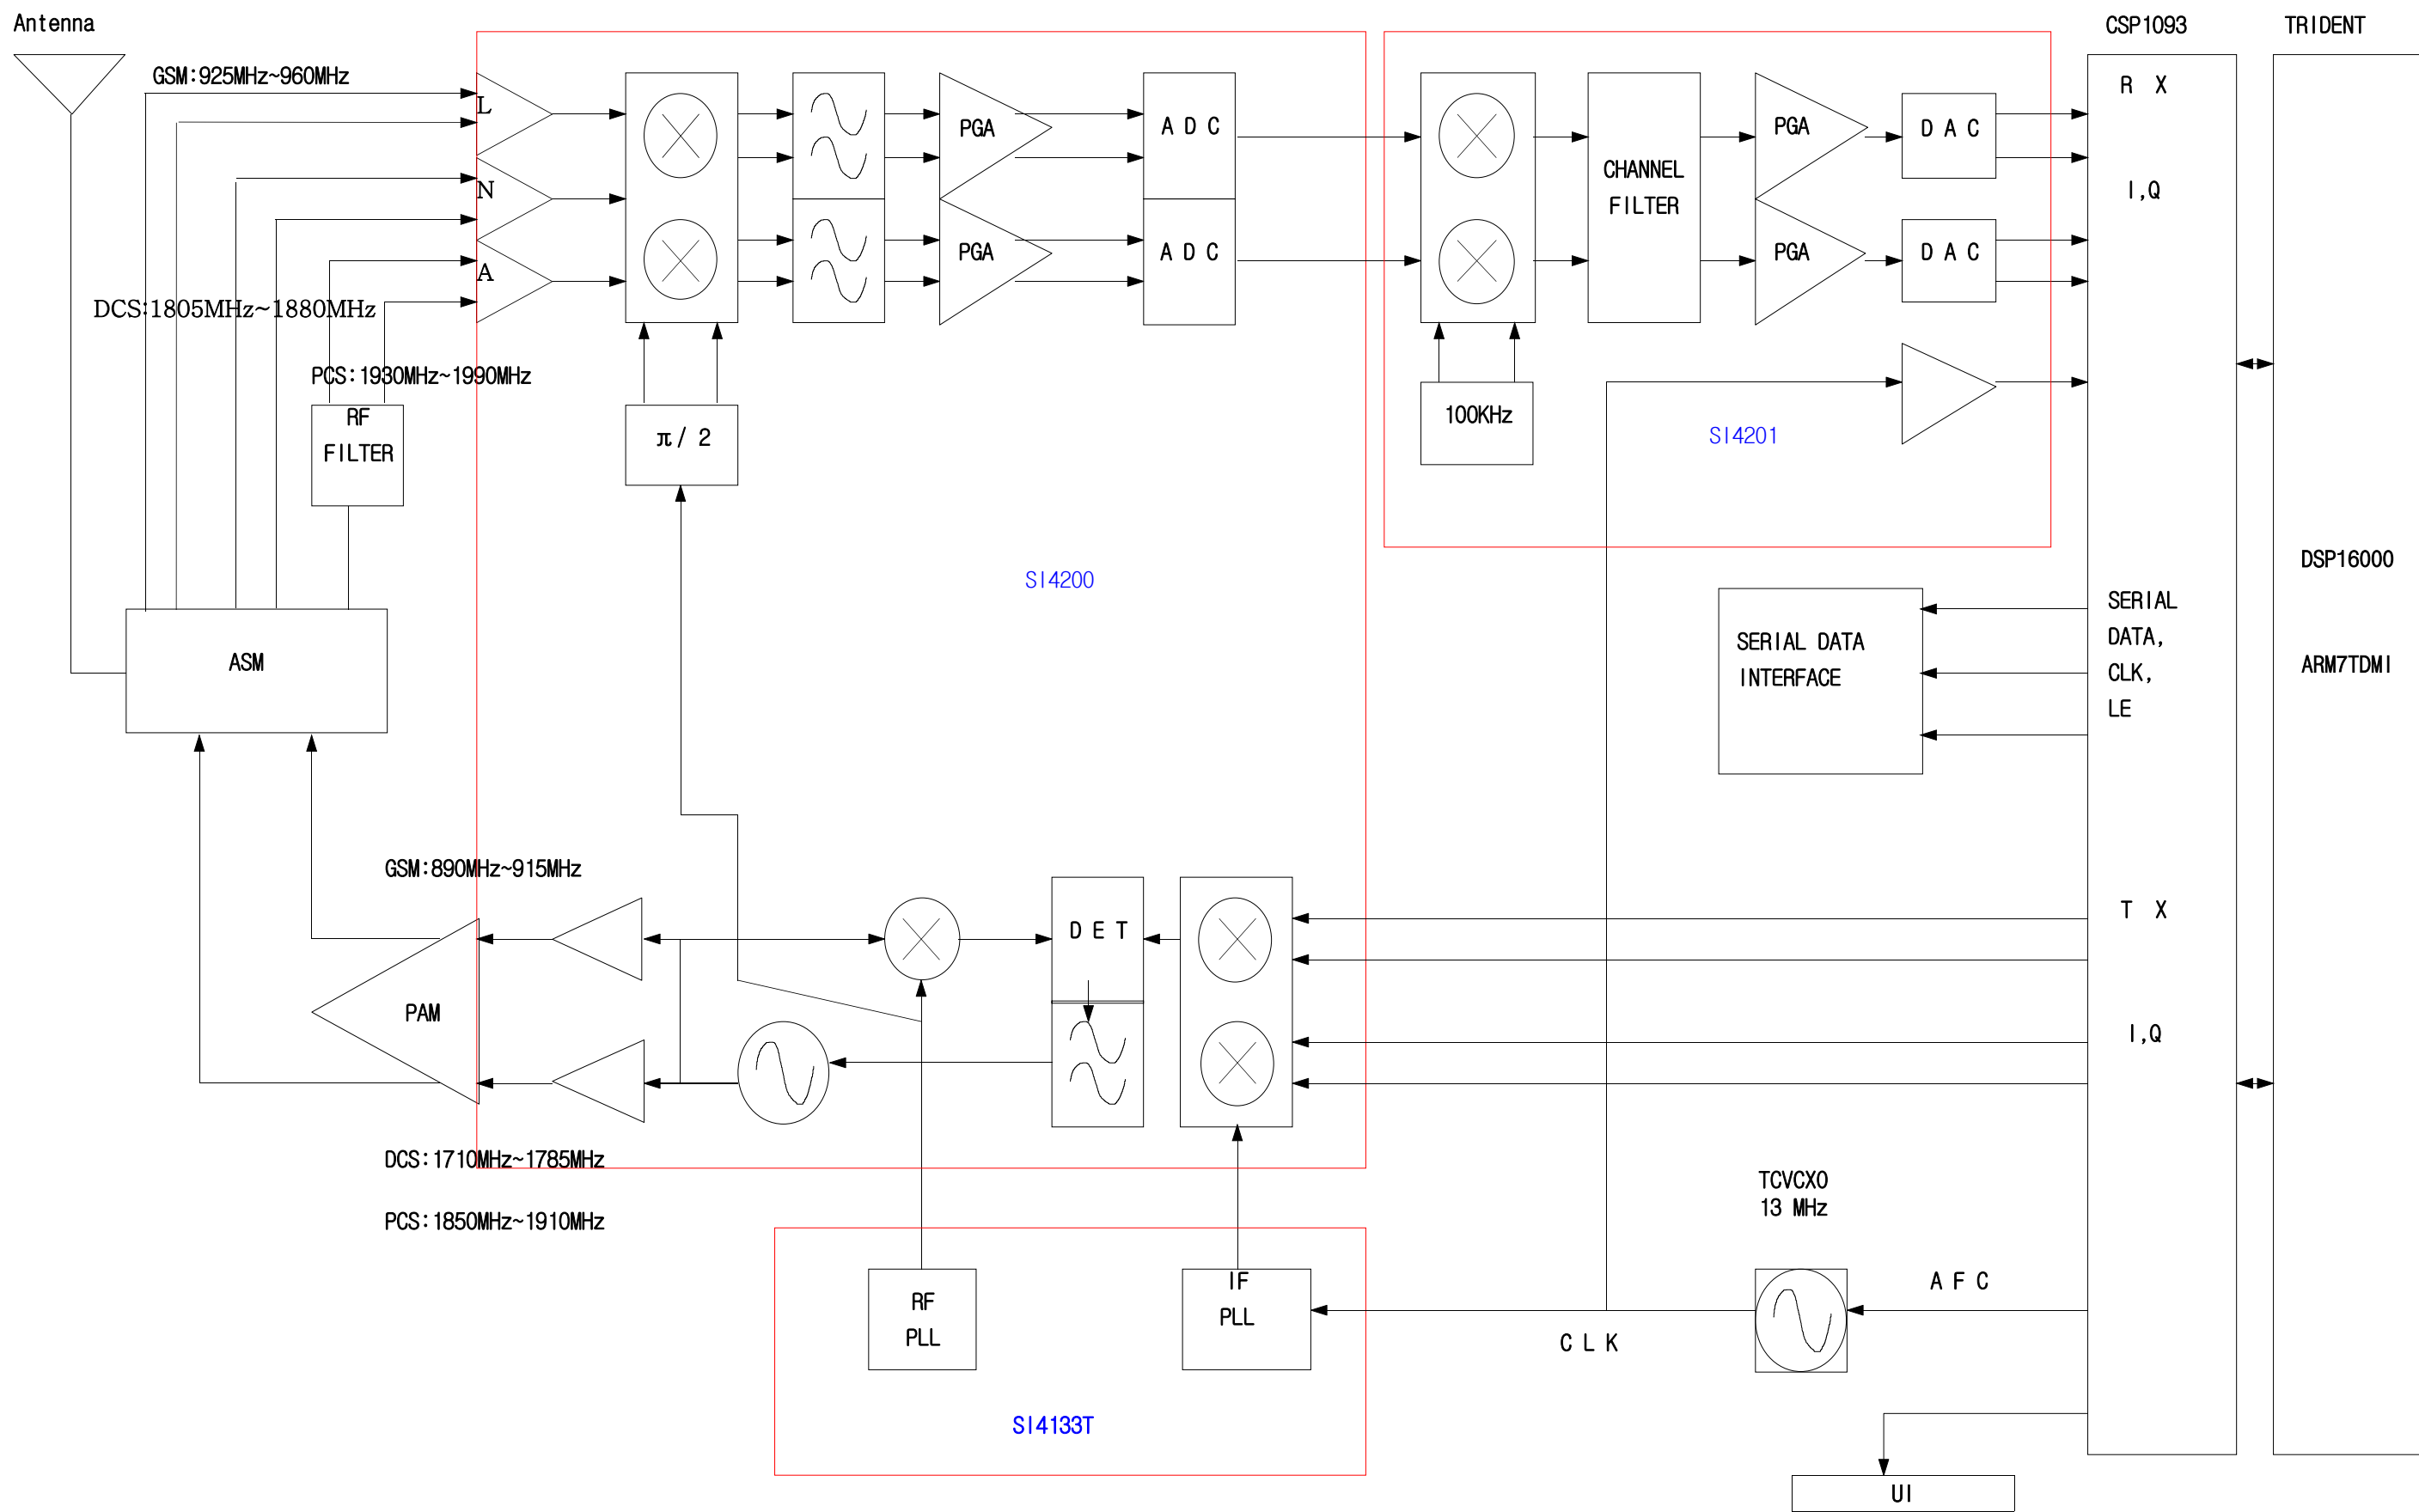 Antenna
CSP1093
TRIDENT
GSM:925MHz~960MHz
L
N
A
PGA
PGA
A D C
A D C
CHANNEL
FILTER
PGA
PGA
D A C
D A C
R X
I,Q
DCS:1805MHz~1880MHz
PCS:1930MHz~1990MHz
RF
FILTER
π/ 2
100KHz
SI4201
SI4200
DSP16000
ARM7TDMI
ASM
SERIAL DATA
INTERFACE
SERIAL
DATA,
CLK,
LE
GSM:890MHz~915MHz
D E T
T X
PAM
I,Q
DCS:1710MHz~1785MHz
PCS:1850MHz~1910MHz
TCVCXO
13 MHz
RF
PLL
IF
PLL
A F C
C L K
SI4133T
UI